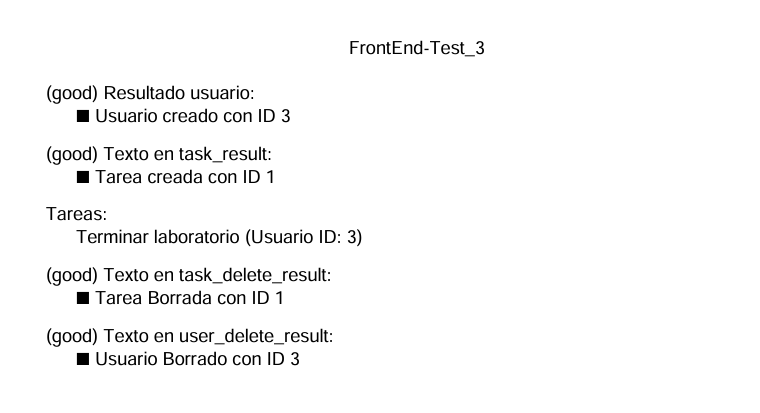 FrontEnd-Test_3
(good) Resultado usuario:
■ Usuario creado con ID 3
(good) Texto en task_result:
■ Tarea creada con ID 1
Tareas:
Terminar laboratorio (Usuario ID: 3)
(good) Texto en task_delete_result:
■ Tarea Borrada con ID 1
(good) Texto en user_delete_result:
■ Usuario Borrado con ID 3